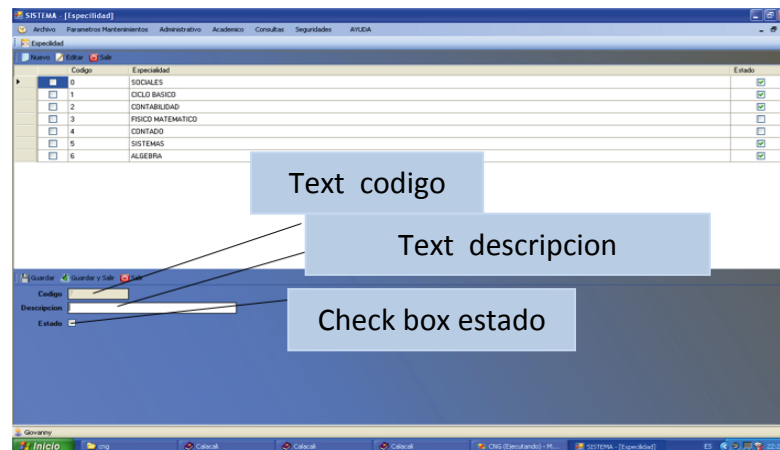 SISTEMA - [Especilidad]
Archivo Parametros Manteninientos Administrativo Academico Consultas Seguridades AYUDA
Especilidad
Nuevo Editar Salir
Codigo Especialidad Estado
0 SOCIALES
1 CICLO BASICO
2 CONTABILIDAD
3 FISICO MATEMATICO
4 CONTADO
5 SISTEMAS
6 ALGEBRA
Text codigo
Text descripcion
Guardar Guardar y Salir Salir
Codigo
Descripcion
Estado
Check box estado
Giovanny
Inicio cng Calacali Calacali Calacali CNG (Ejecutando) - M... SISTEMA - [Especilidad] ES